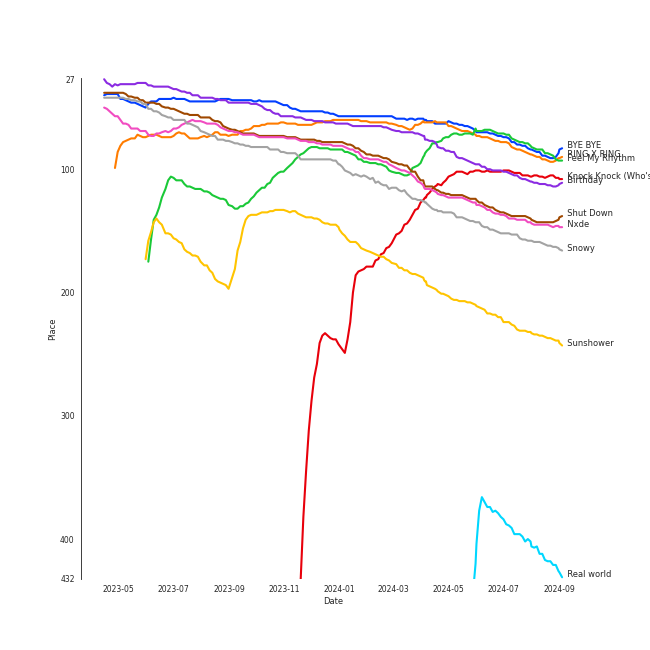 27
100
200
300
400
432
Place
2023-05
2023-07
2023-09
2023-11
2024-01
2024-03
2024-05
2024-07
2024-09
Date
BYE BYE
RING X RING
Feel My Rhythm
Knock Knock (Who's
Birthday
Shut Down
Nxde
Snowy
Sunshower
Real world